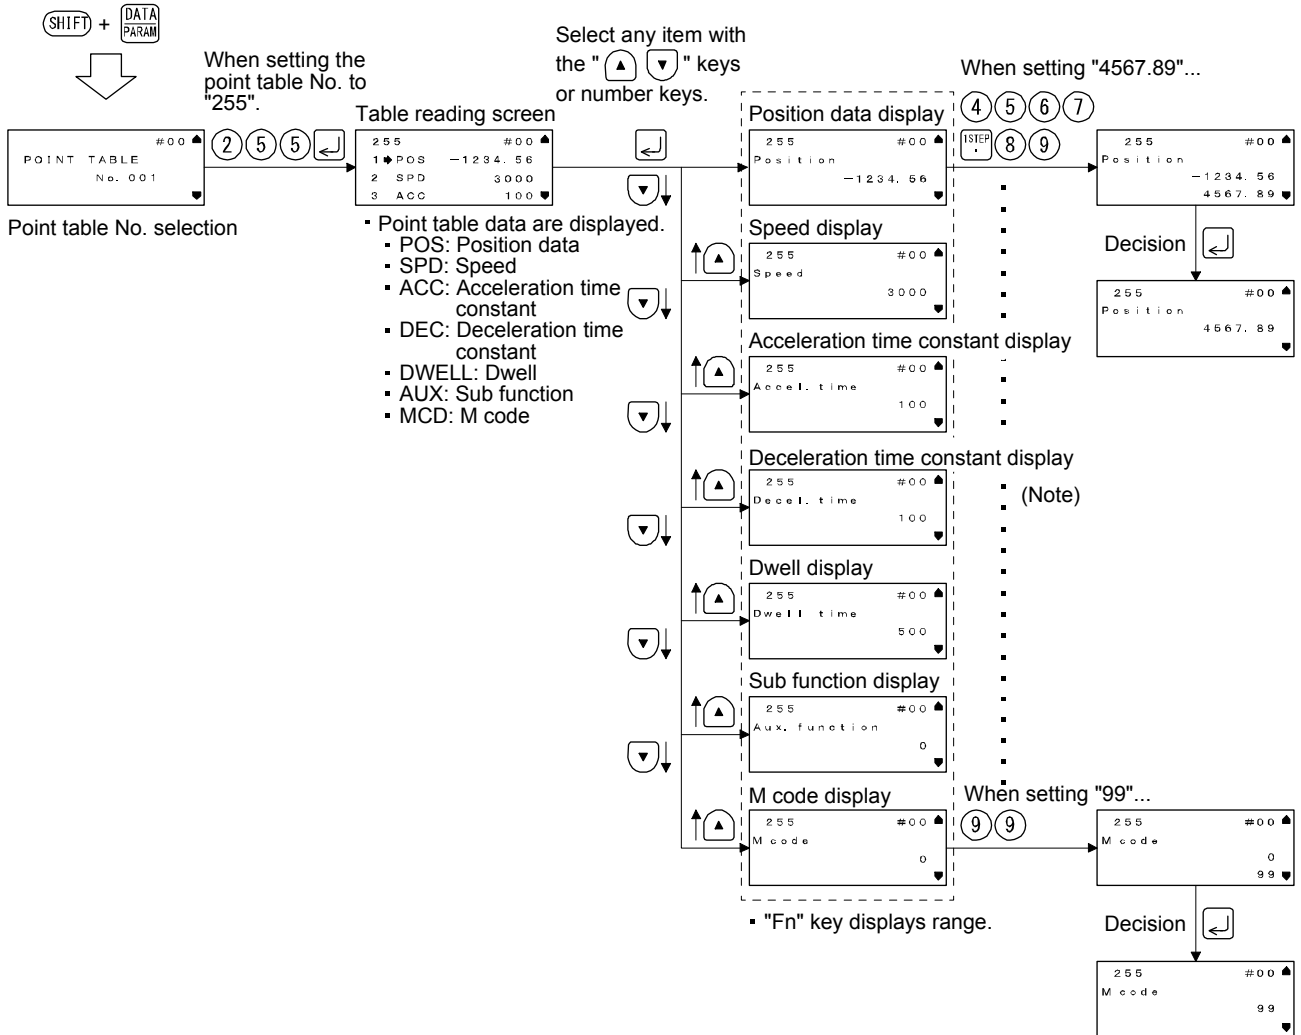 SHIFT + DATA
PARAM
When setting the
point table No. to
"255".
2 5 5
#00
POINT TABLE
No. 001
Point table No. selection
Table reading screen
255 #00
1 POS -1234. 56
2 SPD 3000
3 ACC 100
▪ Point table data are displayed.
▪ POS: Position data
▪ SPD: Speed
▪ ACC: Acceleration time
constant
▪ DEC: Deceleration time
constant
▪ DWELL: Dwell
▪ AUX: Sub function
▪ MCD: M code
Select any item with
the " ▲ ▼ " keys
or number keys.
Position data display
255 #00
Position
-1234. 56
When setting "4567.89"...
4 5 6 7
1STEP
. 8 9
255 #00
Position
-1234. 56
4567. 89
Decision
255 #00
Position
4567. 89
Speed display
255 #00
Speed
3000
Acceleration time constant display
255 #00
Accel. time
100
Deceleration time constant display
255 #00
Decel. time
100
(Note)
Dwell display
255 #00
Dwell time
500
Sub function display
255 #00
Aux. function
0
M code display
255 #00
M code
0
▪ "Fn" key displays range.
When setting "99"...
9 9
255 #00
M code
0
99
Decision
255 #00
M code
99